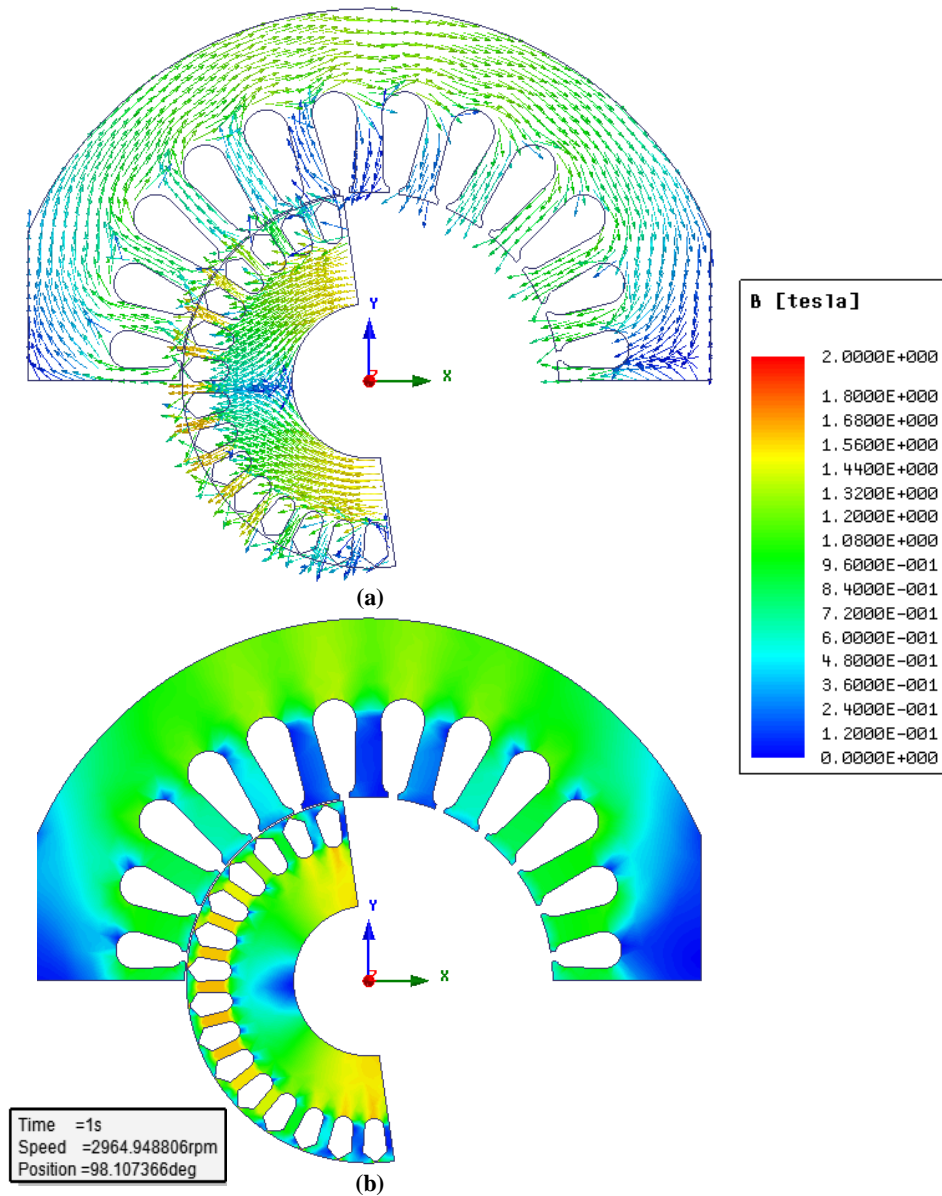 Y
Z
X
(a)
B [tesla]
2.0000E+000
1.8000E+000
1.6800E+000
1.5600E+000
1.4400E+000
1.3200E+000
1.2000E+000
1.0800E+000
9.6000E-001
8.4000E-001
7.2000E-001
6.0000E-001
4.8000E-001
3.6000E-001
2.4000E-001
1.2000E-001
0.0000E+000
Y
Z
X
Time =1s
Speed =2964.948806rpm
Position =98.107366deg
(b)